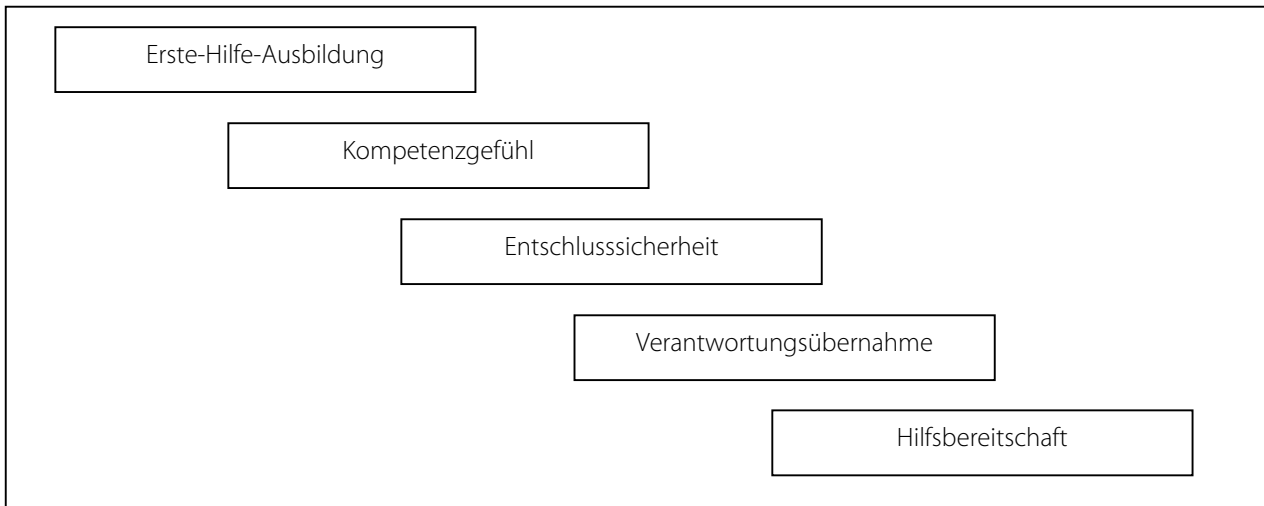 Erste-Hilfe-Ausbildung
Kompetenzgefühl
Entschlusssicherheit
Verantwortungsübernahme
Hilfsbereitschaft